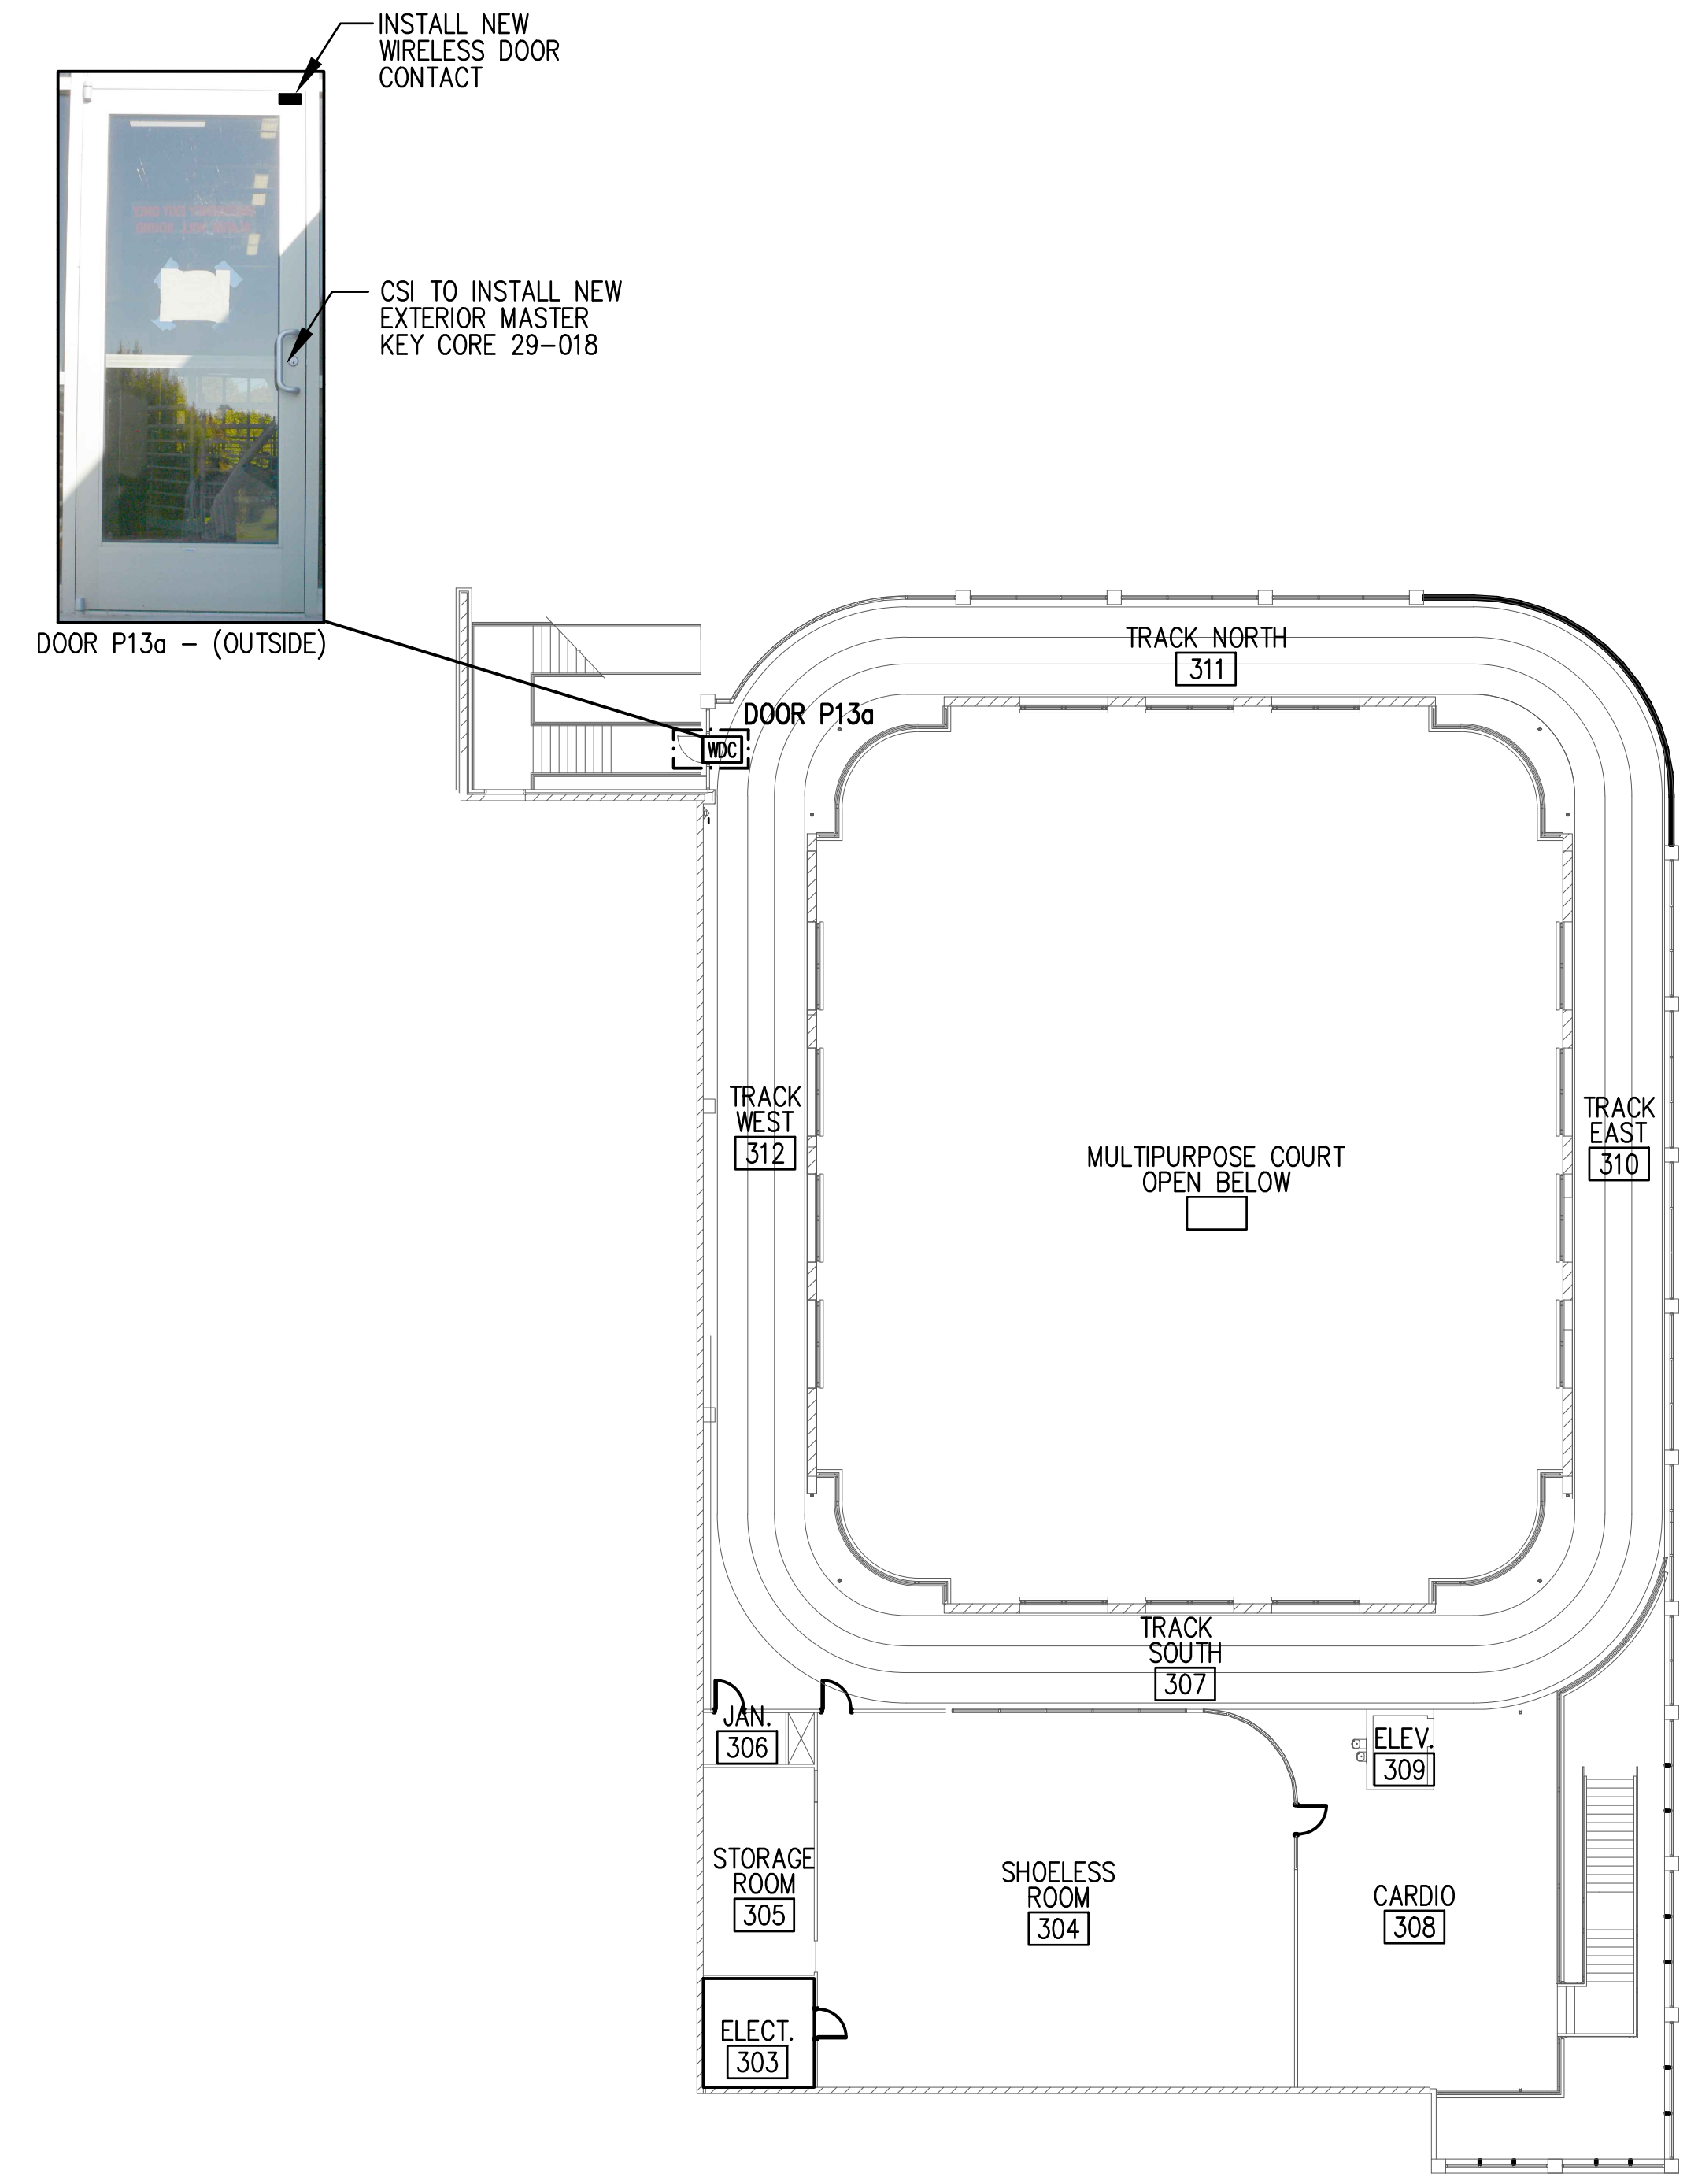 INSTALL NEW
WIRELESS DOOR
CONTACT
CSI TO INSTALL NEW
EXTERIOR MASTER
KEY CORE 29-018
DOOR P13a - (OUTSIDE)
TRACK NORTH
311
DOOR P13a
WDC
TRACK
WEST
312
MULTIPURPOSE COURT
OPEN BELOW
TRACK
EAST
310
TRACK
SOUTH
307
JAN.
306
ELEV.
309
STORAGE
ROOM
305
SHOELESS
ROOM
304
CARDIO
308
ELECT.
303